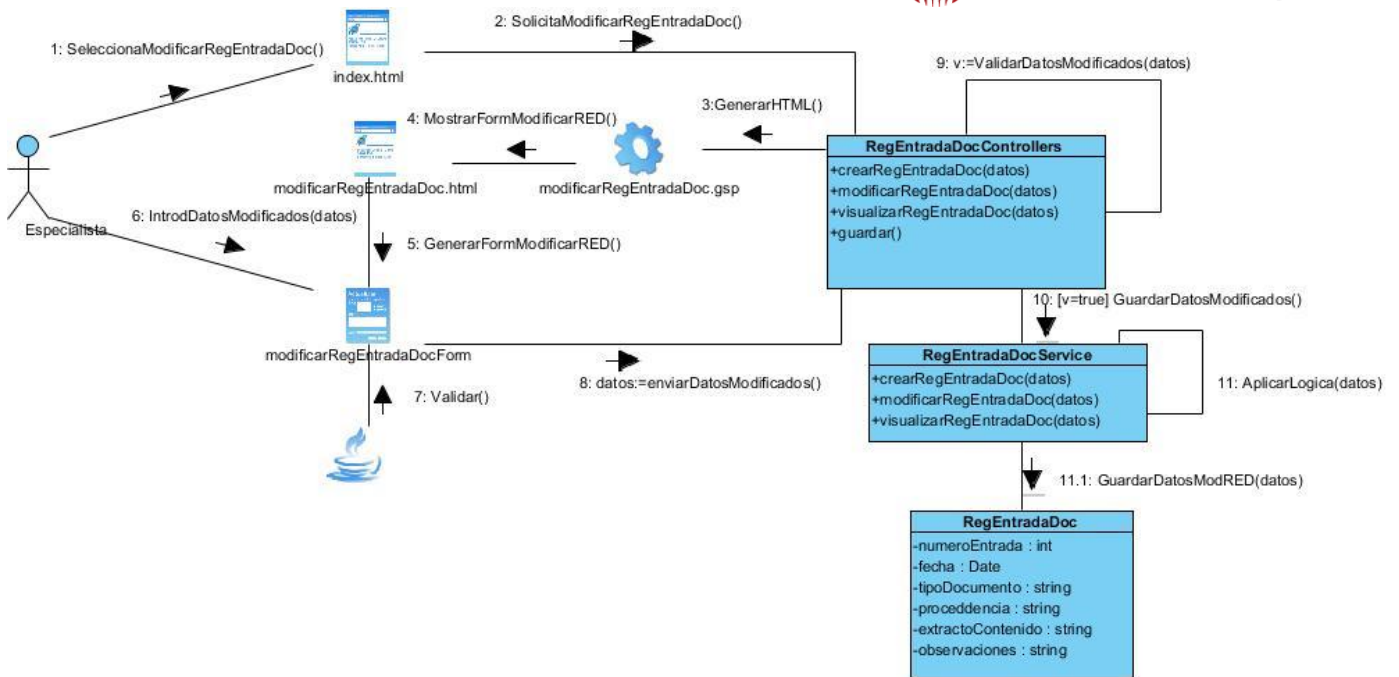 2: SolicitaModificarRegEntradaDoc()
1: SeleccionaModificarRegEntradaDoc()
index.html
9: v:=ValidarDatosModificados(datos)
3:GenerarHTML()
4: MostrarFormModificarRED()
modificarRegEntradaDoc.html
modificarRegEntradaDoc.gsp
RegEntradaDocControllers
+crearRegEntradaDoc(datos)
+modificarRegEntradaDoc(datos)
+visualizarRegEntradaDoc(datos)
+guardar()
6: IntrodDatosModificados(datos)
Especialista
5: GenerarFormModificarRED()
10: [v=true] GuardarDatosModificados()
modificarRegEntradaDocForm
8: datos:=enviarDatosModificados()
7: Validar()
RegEntradaDocService
+crearRegEntradaDoc(datos)
+modificarRegEntradaDoc(datos)
+visualizarRegEntradaDoc(datos)
11: AplicarLogica(datos)
11.1: GuardarDatosModRED(datos)
RegEntradaDoc
-numeroEntrada : int
-fecha : Date
-tipoDocumento : string
-proceddencia : string
-extractoContenido : string
-observaciones : string